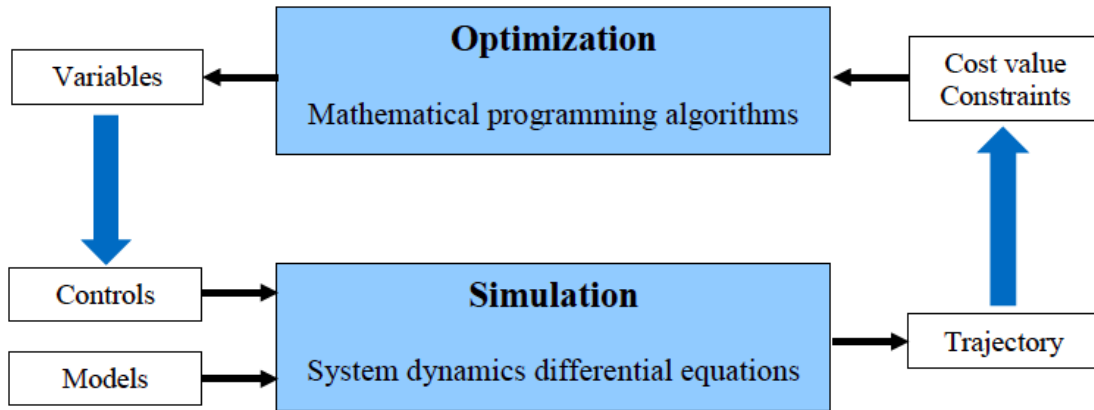 Optimization
Variables
Mathematical programming algorithms
Cost value
Constraints
Controls
Models
Simulation
System dynamics differential equations
Trajectory